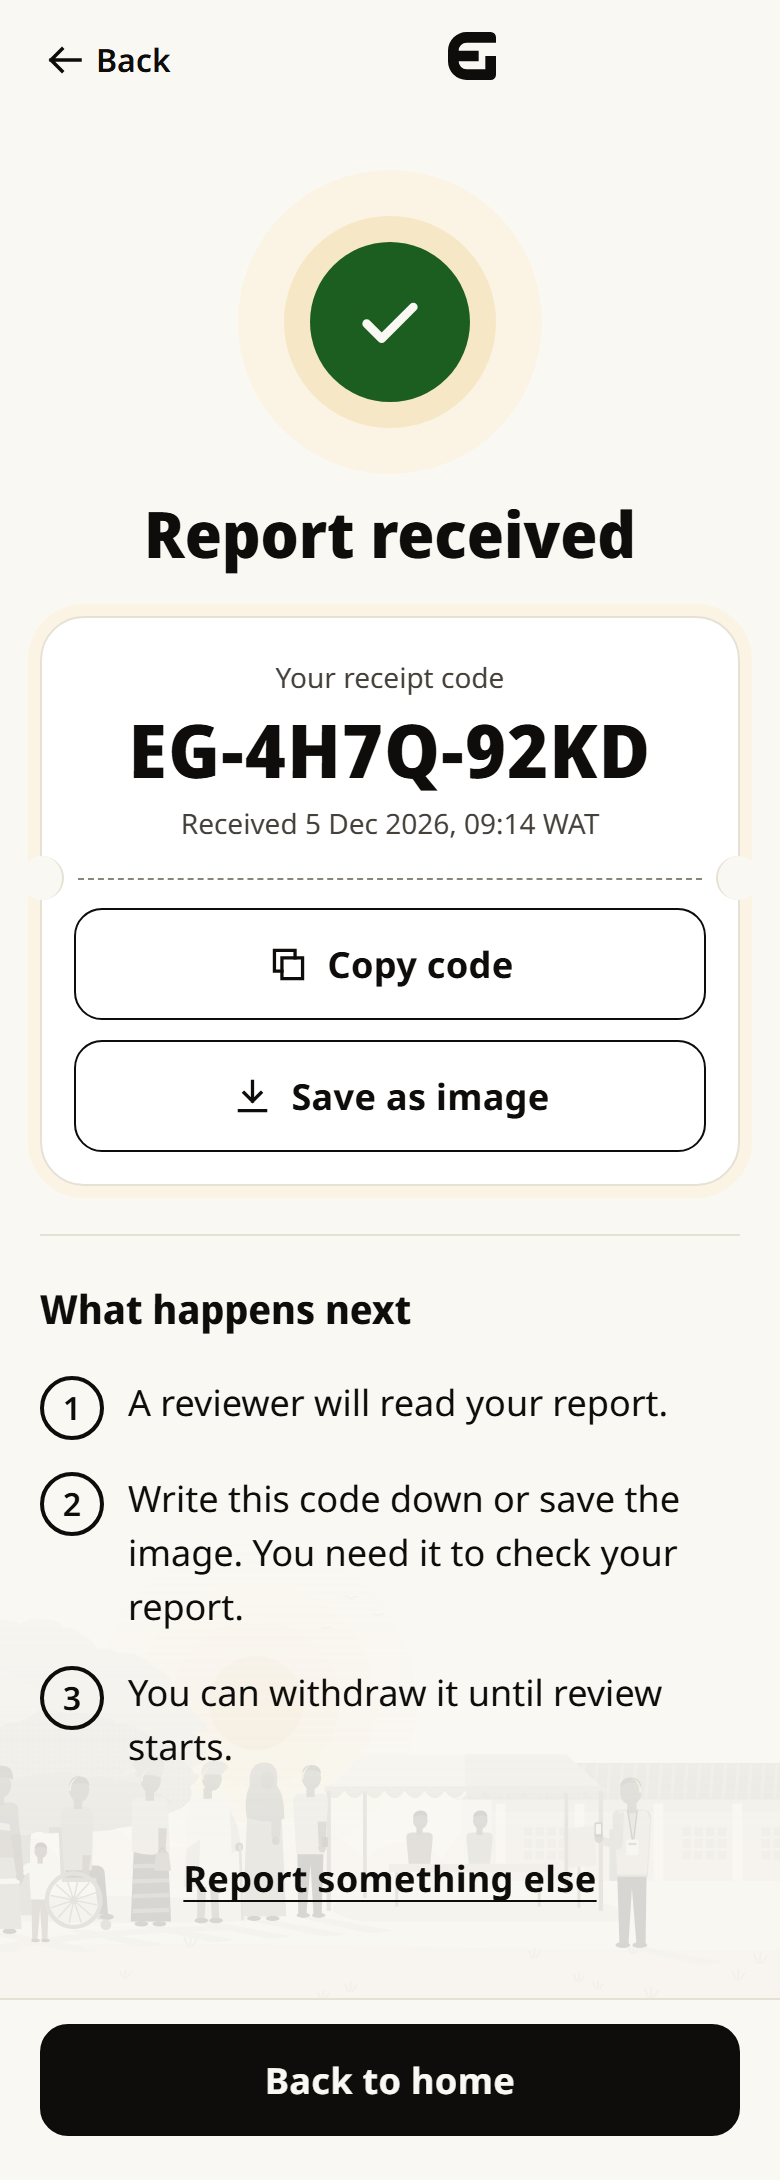 Back
Report received
Your receipt code
EG-4H7Q-92KD
Received 5 Dec 2026, 09:14 WAT
Copy code
Save as image
What happens next
1 A reviewer will read your report.
2 Write this code down or save the
image. You need it to check your
report.
3 You can withdraw it until review
starts.
Report something else
Back to home